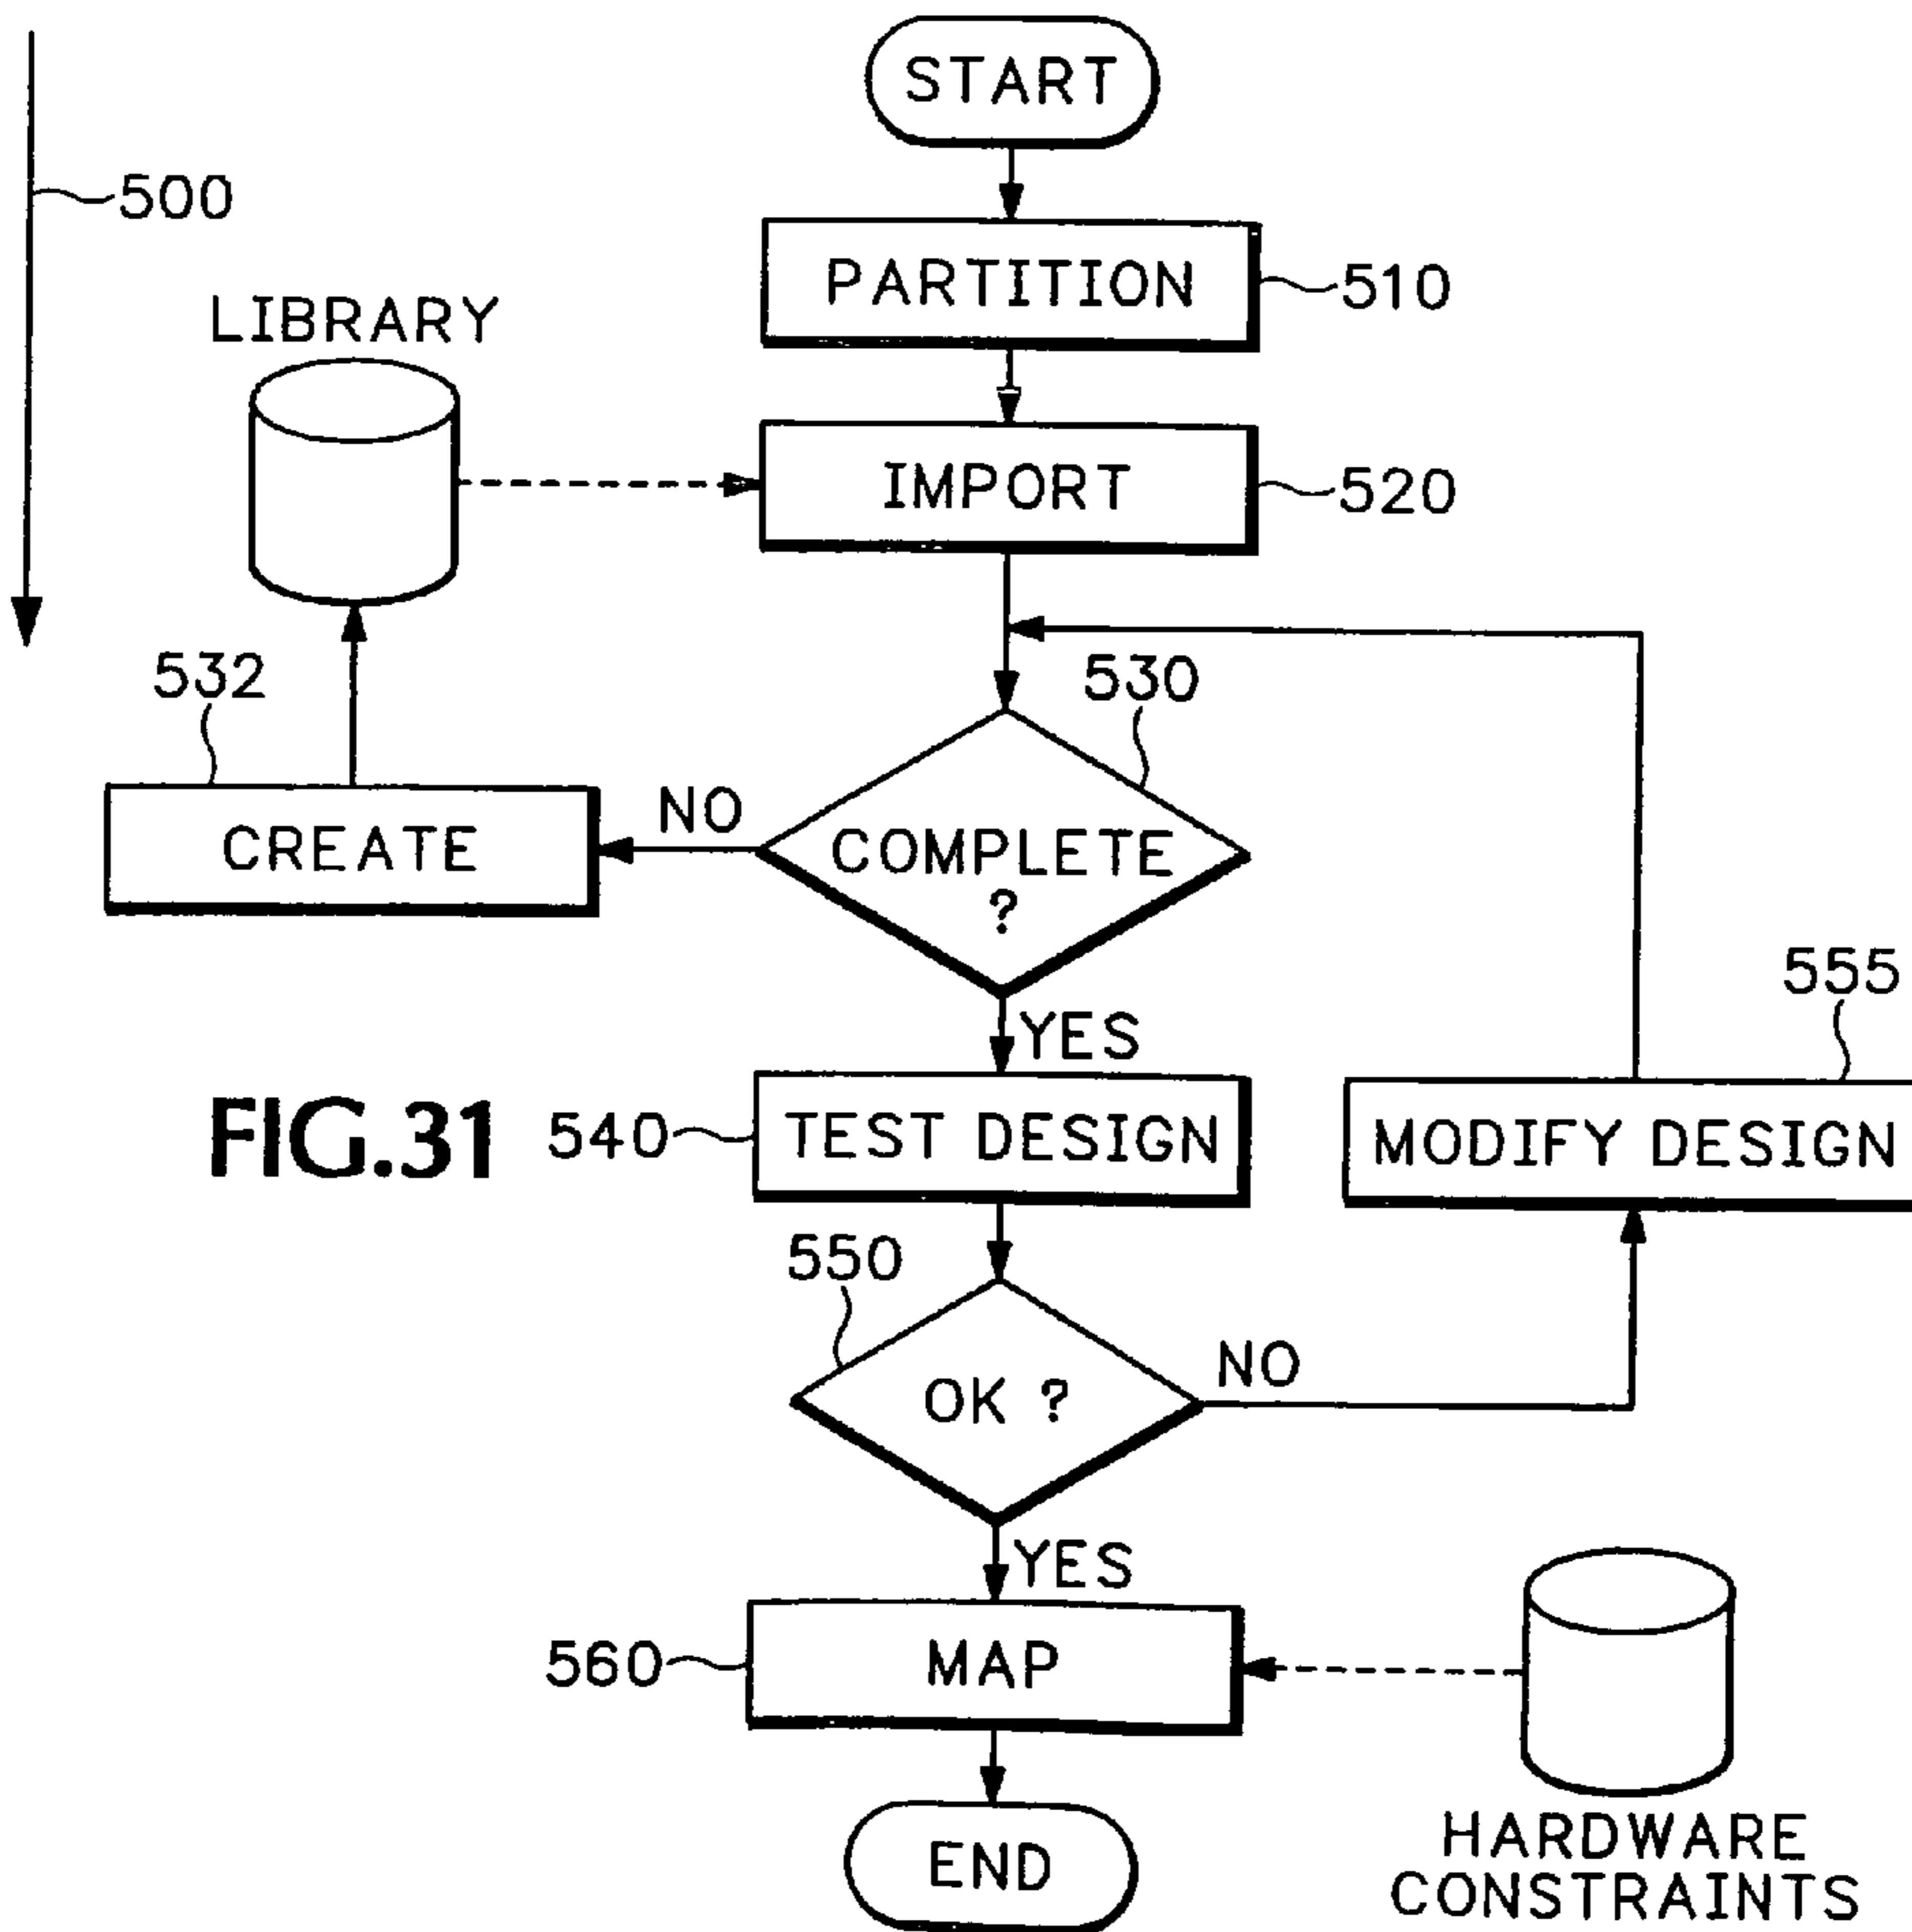 START
500
PARTITION
510
LIBRARY
IMPORT
520
532
530
CREATE
NO
COMPLETE
?
555
YES
FIG.31
540
TEST DESIGN
MODIFY DESIGN
550
OK ?
NO
YES
560
MAP
END
HARDWARE
CONSTRAINTS